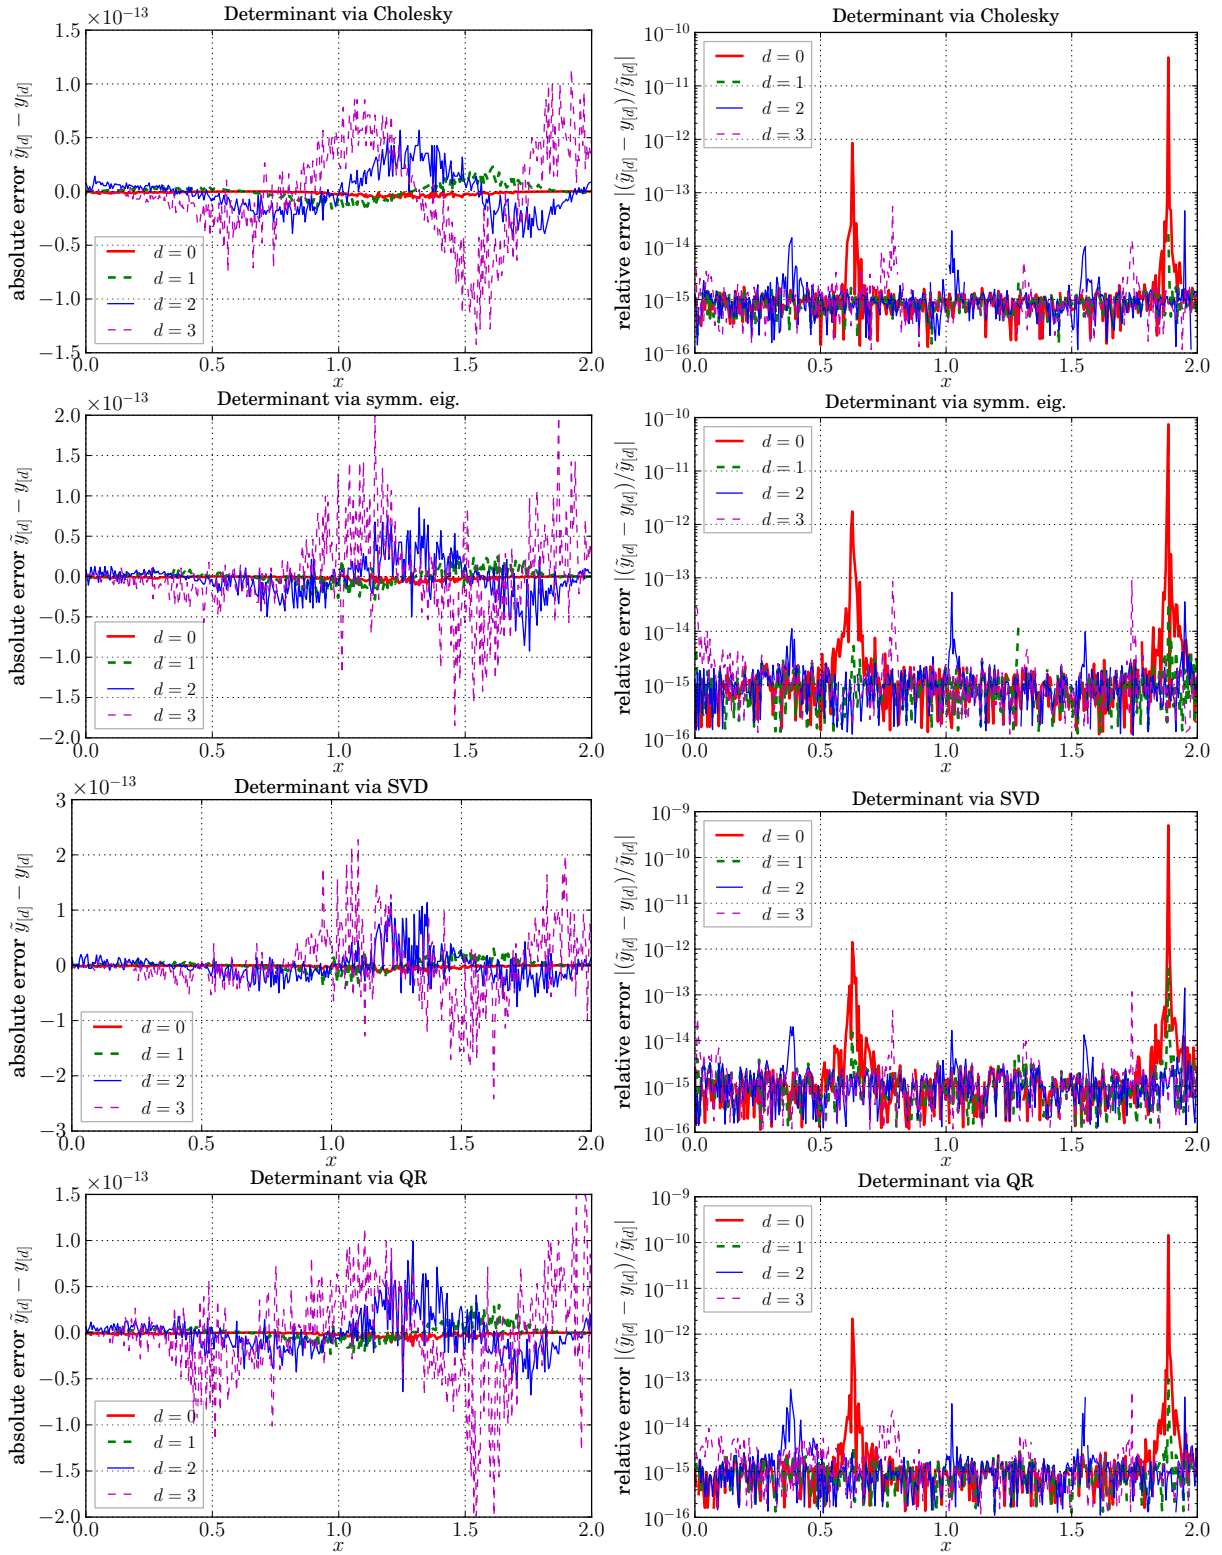 Determinant via Cholesky
×10⁻¹³
1.5
1.0
0.5
0.0
−0.5
−1.0
−1.5
absolute error ỹ[d] − y[d]
d = 0
d = 1
d = 2
d = 3
0.0 0.5 1.0 1.5 2.0
x
Determinant via Cholesky
10⁻¹⁰
10⁻¹¹
10⁻¹²
10⁻¹³
10⁻¹⁴
10⁻¹⁵
10⁻¹⁶
relative error |(ỹ[d] − y[d])/ỹ[d]|
d = 0
d = 1
d = 2
d = 3
0.0 0.5 1.0 1.5 2.0
x
Determinant via symm. eig.
×10⁻¹³
2.0
1.5
1.0
0.5
0.0
−0.5
−1.0
−1.5
−2.0
absolute error ỹ[d] − y[d]
d = 0
d = 1
d = 2
d = 3
0.0 0.5 1.0 1.5 2.0
x
Determinant via symm. eig.
10⁻¹⁰
10⁻¹¹
10⁻¹²
10⁻¹³
10⁻¹⁴
10⁻¹⁵
10⁻¹⁶
relative error |(ỹ[d] − y[d])/ỹ[d]|
d = 0
d = 1
d = 2
d = 3
0.0 0.5 1.0 1.5 2.0
x
Determinant via SVD
×10⁻¹³
3
2
1
0
−1
−2
−3
absolute error ỹ[d] − y[d]
d = 0
d = 1
d = 2
d = 3
0.0 0.5 1.0 1.5 2.0
x
Determinant via SVD
10⁻⁹
10⁻¹⁰
10⁻¹¹
10⁻¹²
10⁻¹³
10⁻¹⁴
10⁻¹⁵
10⁻¹⁶
relative error |(ỹ[d] − y[d])/ỹ[d]|
d = 0
d = 1
d = 2
d = 3
0.0 0.5 1.0 1.5 2.0
x
Determinant via QR
×10⁻¹³
1.5
1.0
0.5
0.0
−0.5
−1.0
−1.5
−2.0
absolute error ỹ[d] − y[d]
d = 0
d = 1
d = 2
d = 3
0.0 0.5 1.0 1.5 2.0
x
Determinant via QR
10⁻⁹
10⁻¹⁰
10⁻¹¹
10⁻¹²
10⁻¹³
10⁻¹⁴
10⁻¹⁵
10⁻¹⁶
relative error |(ỹ[d] − y[d])/ỹ[d]|
d = 0
d = 1
d = 2
d = 3
0.0 0.5 1.0 1.5 2.0
x